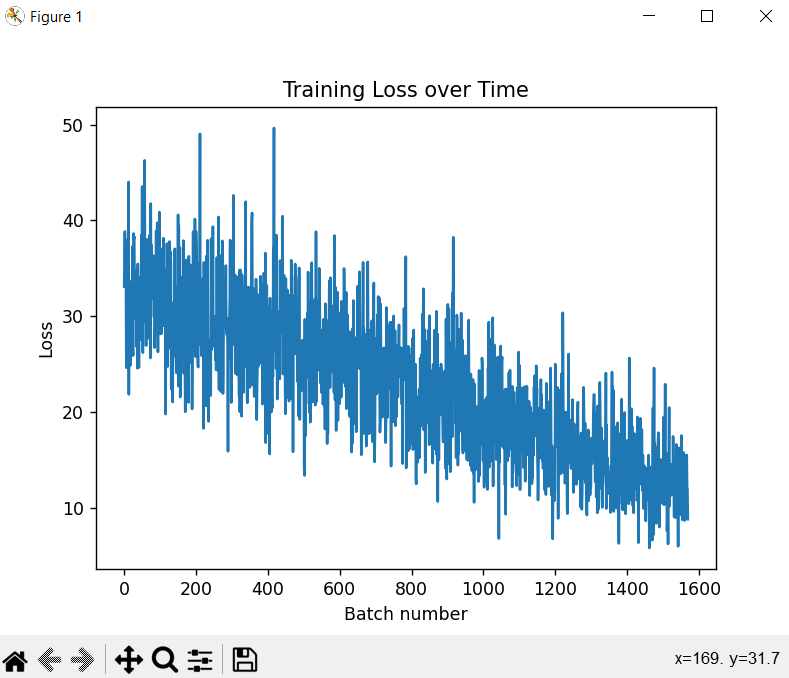 Figure 1
Training Loss over Time
50
40
30
20
10
Loss
0 200 400 600 800 1000 1200 1400 1600
Batch number
x=169. y=31.7